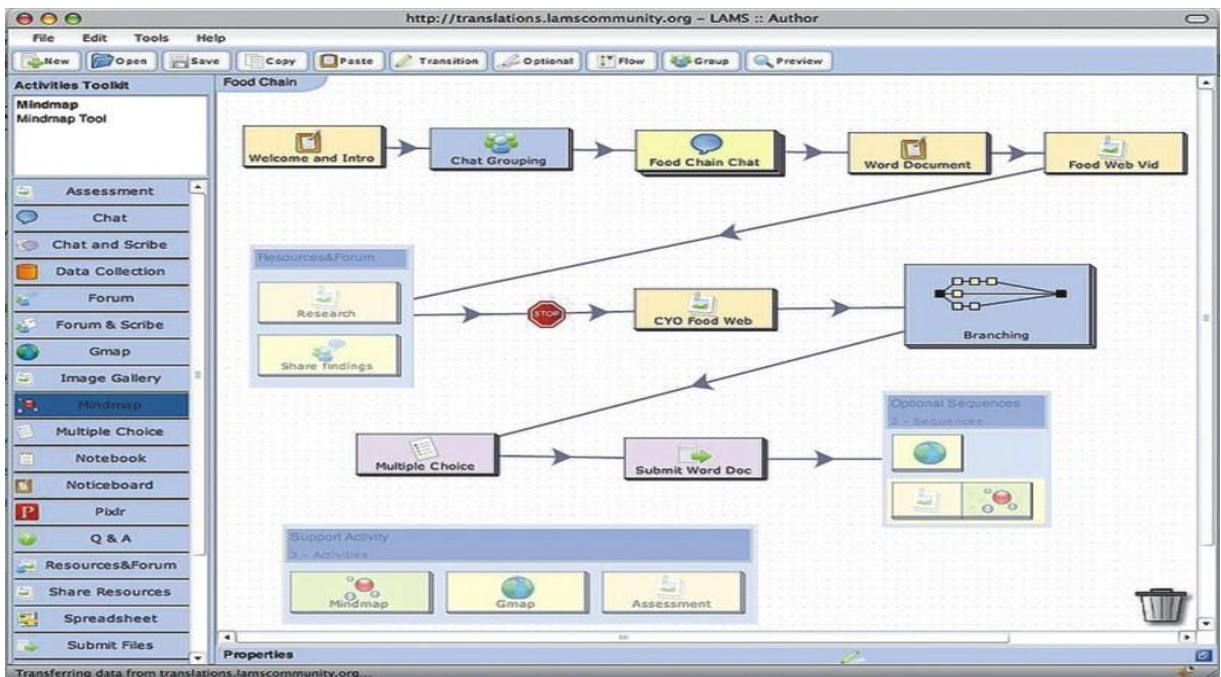 http://translations.lamscommunity.org – LAMS :: Author
File Edit Tools Help
New Open Save Copy Paste Transition Optional Flow Group Preview
Activities Toolkit
Mindmap
Mindmap Tool
Assessment
Chat
Chat and Scribe
Data Collection
Forum
Forum & Scribe
Gmap
Image Gallery
Mindmap
Multiple Choice
Notebook
Noticeboard
Pixlr
Q & A
Resources&Forum
Share Resources
Spreadsheet
Submit Files
Food Chain
Welcome and Intro
Chat Grouping
Food Chain Chat
Word Document
Food Web Vid
Resources&Forum
Research
Share findings
STOP
CYO Food Web
Branching
Multiple Choice
Submit Word Doc
Optional Sequences
2 - Sequences
Support Activity
3 - Activities
Mindmap
Gmap
Assessment
Properties
Transferring data from translations.lamscommunity.org...